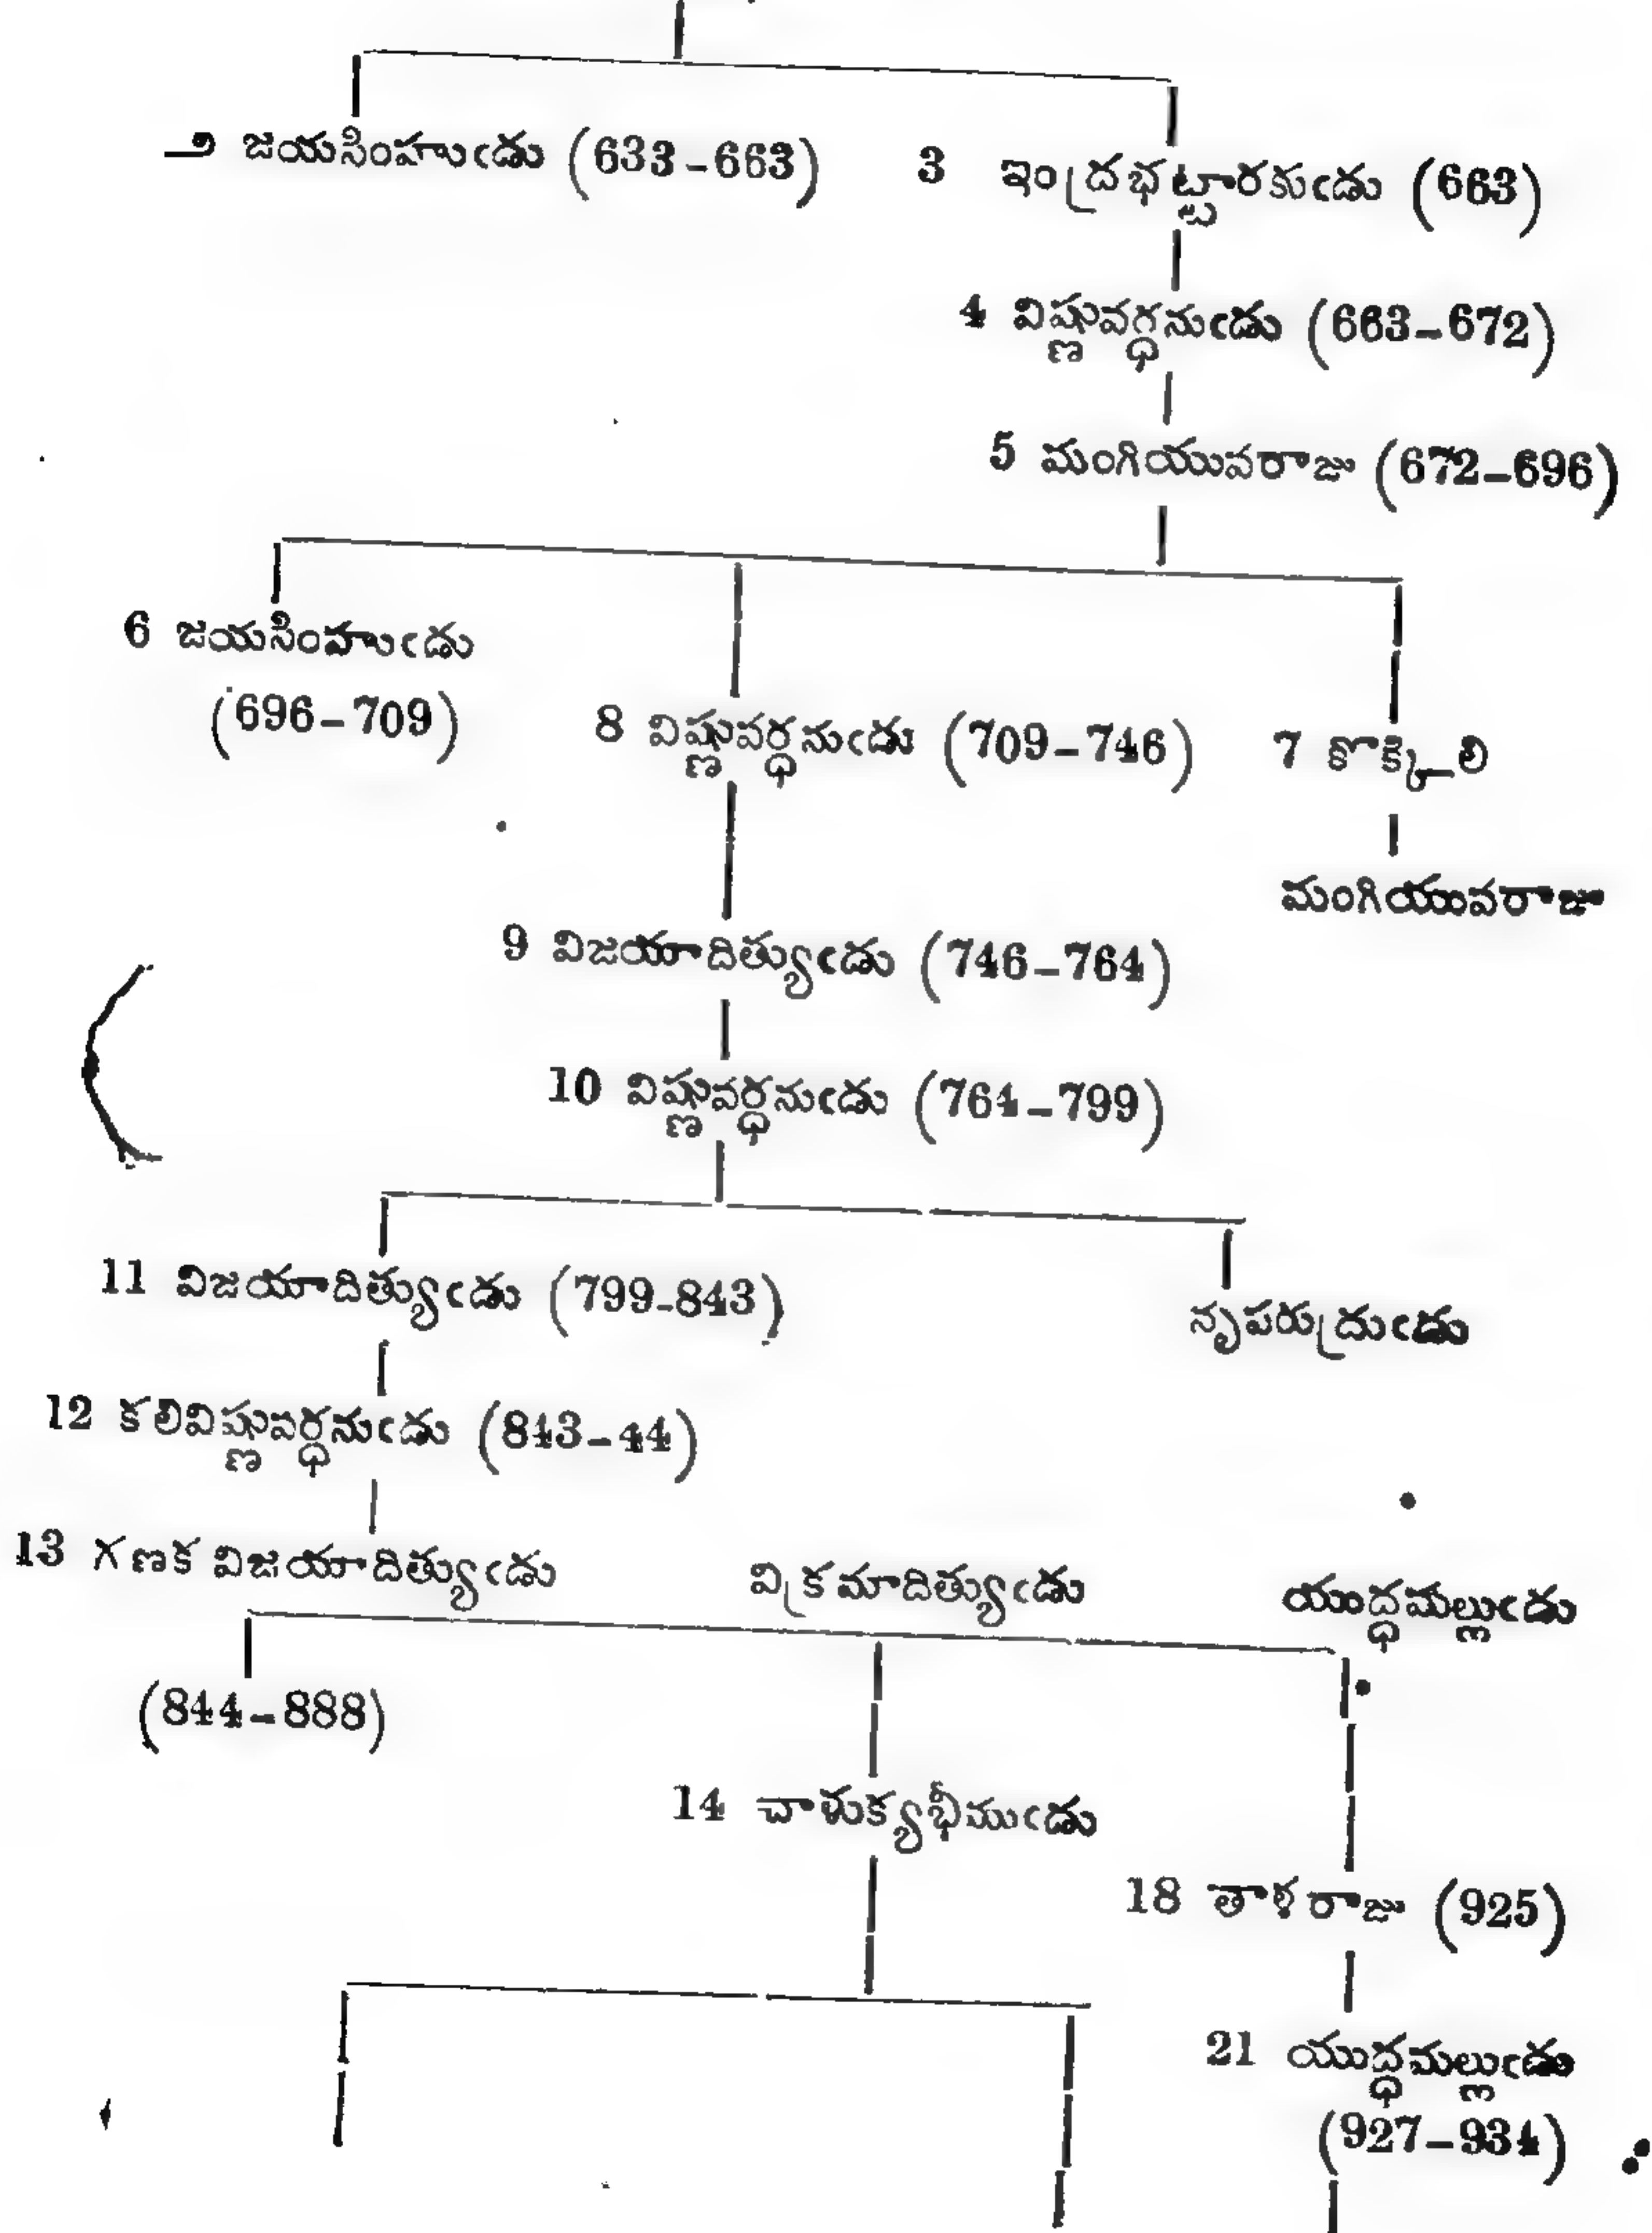 ౨ జయసింహుఁడు (633-663) 3 ఇంద్రభట్టారకుఁడు (663)
4 విష్ణువర్ధనుఁడు (663-672)
5 మంగియువరాజు (672-696)
6 జయసింహుఁడు
(696-709)
8 విష్ణువర్ధనుఁడు (709-746) 7 కొక్కిలి
మంగియువరాజు
9 విజయాదిత్యుఁడు (746-764)
10 విష్ణువర్ధనుఁడు (764-799)
11 విజయాదిత్యుఁడు (799-843) నృపరుద్రుఁడు
12 కలివిష్ణువర్ధనుఁడు (843-44)
13 గణక విజయాదిత్యుఁడు విక్రమాదిత్యుఁడు యుద్ధమల్లుఁడు
(844-888)
14 చాళుక్యభీముఁడు
18 తాళరాజు (925)
21 యుద్ధమల్లుఁడు
(927-934)